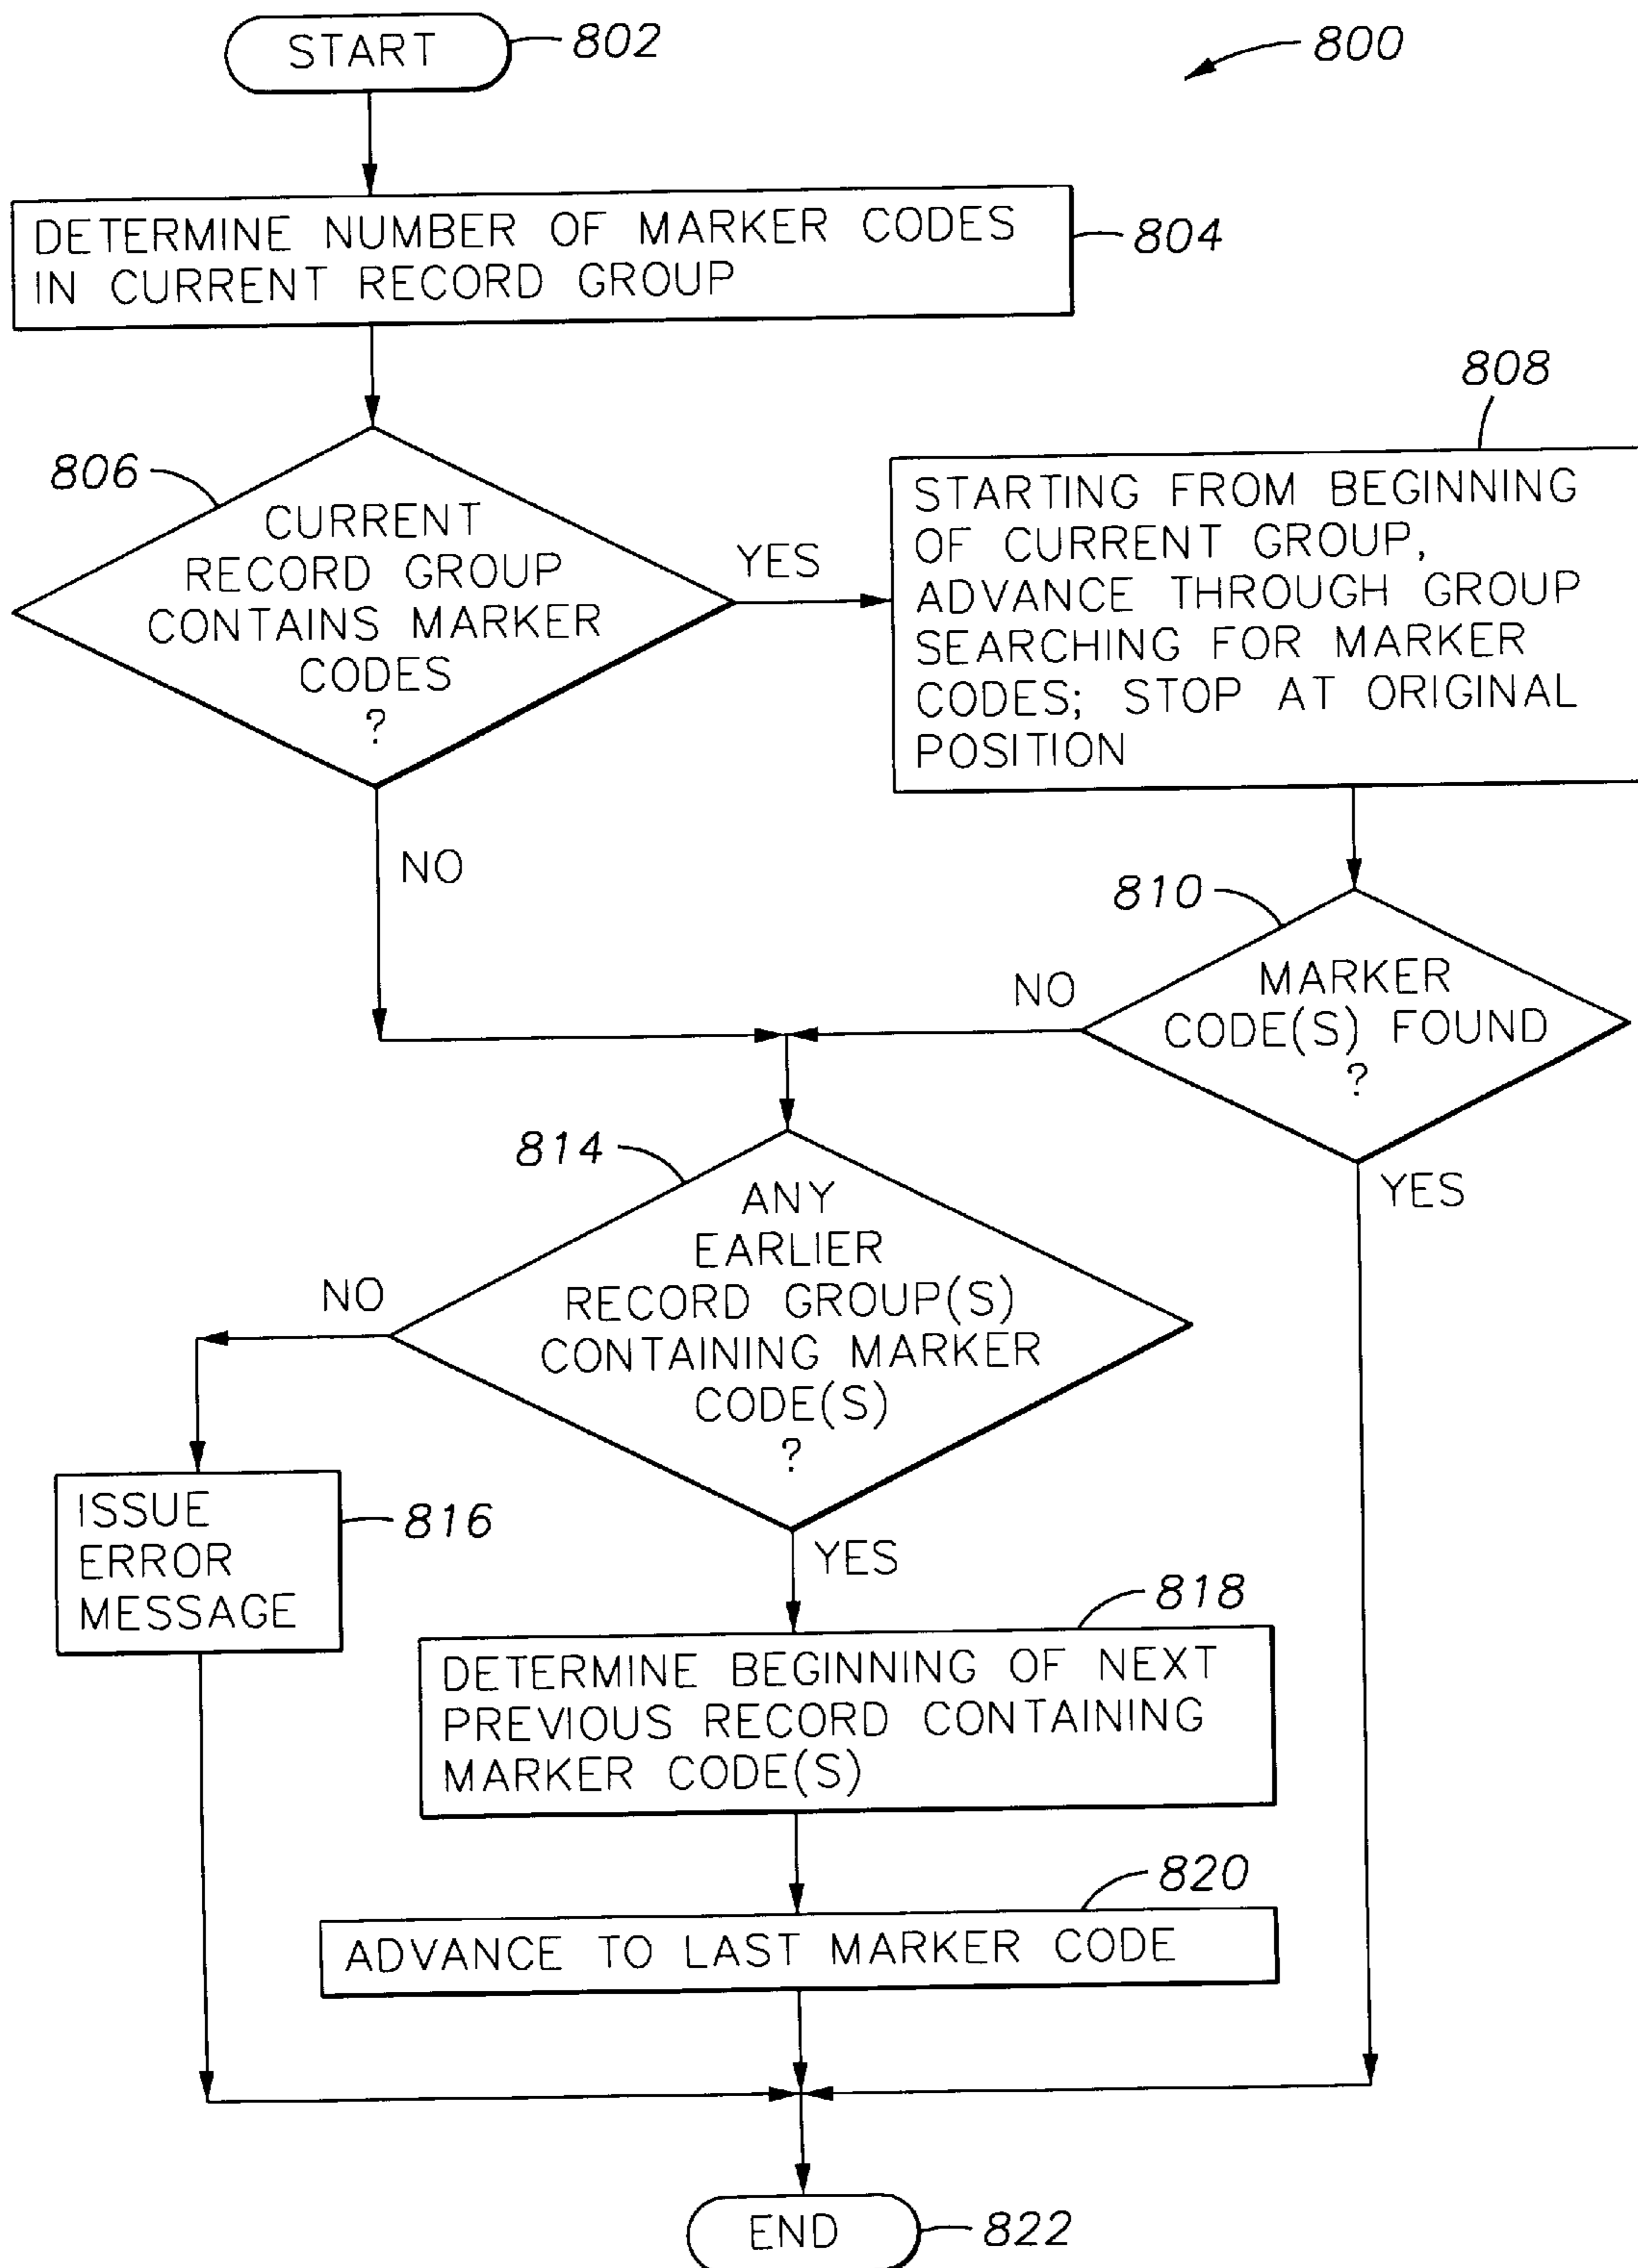 START
802
800
DETERMINE NUMBER OF MARKER CODES
IN CURRENT RECORD GROUP
804
806
CURRENT
RECORD GROUP
CONTAINS MARKER
CODES
?
YES
NO
808
STARTING FROM BEGINNING
OF CURRENT GROUP,
ADVANCE THROUGH GROUP
SEARCHING FOR MARKER
CODES; STOP AT ORIGINAL
POSITION
810
MARKER
CODE(S) FOUND
?
NO
YES
814
ANY
EARLIER
RECORD GROUP(S)
CONTAINING MARKER
CODE(S)
?
NO
YES
ISSUE
ERROR
MESSAGE
816
818
DETERMINE BEGINNING OF NEXT
PREVIOUS RECORD CONTAINING
MARKER CODE(S)
820
ADVANCE TO LAST MARKER CODE
END
822